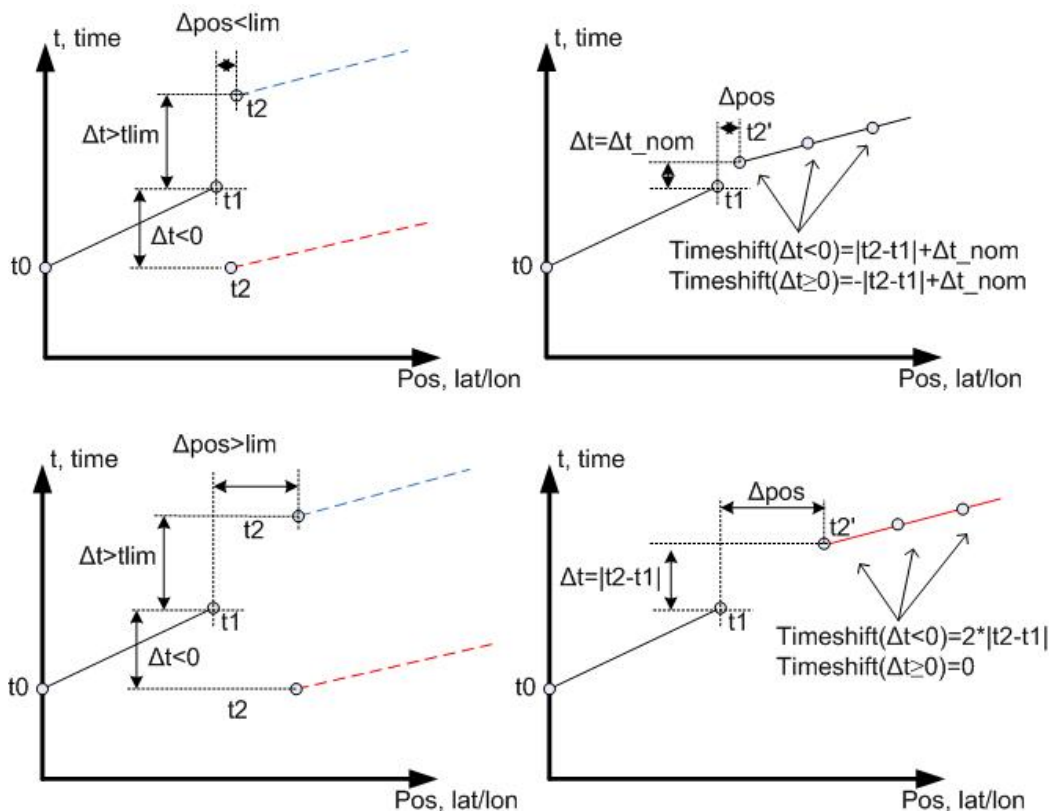 t, time
Δpos<lim
t2
Δt>tlim
t1
Δt<0
t0
t2
Pos, lat/lon
t, time
Δpos
t2'
Δt=Δt_nom
t1
t0
Timeshift(Δt<0)=|t2-t1|+Δt_nom
Timeshift(Δt≥0)=-|t2-t1|+Δt_nom
Pos, lat/lon
t, time
Δpos>lim
t2
Δt>tlim
t1
Δt<0
t0
t2
Pos, lat/lon
t, time
Δpos
t2'
Δt=|t2-t1|
t1
t0
Timeshift(Δt<0)=2*|t2-t1|
Timeshift(Δt≥0)=0
Pos, lat/lon